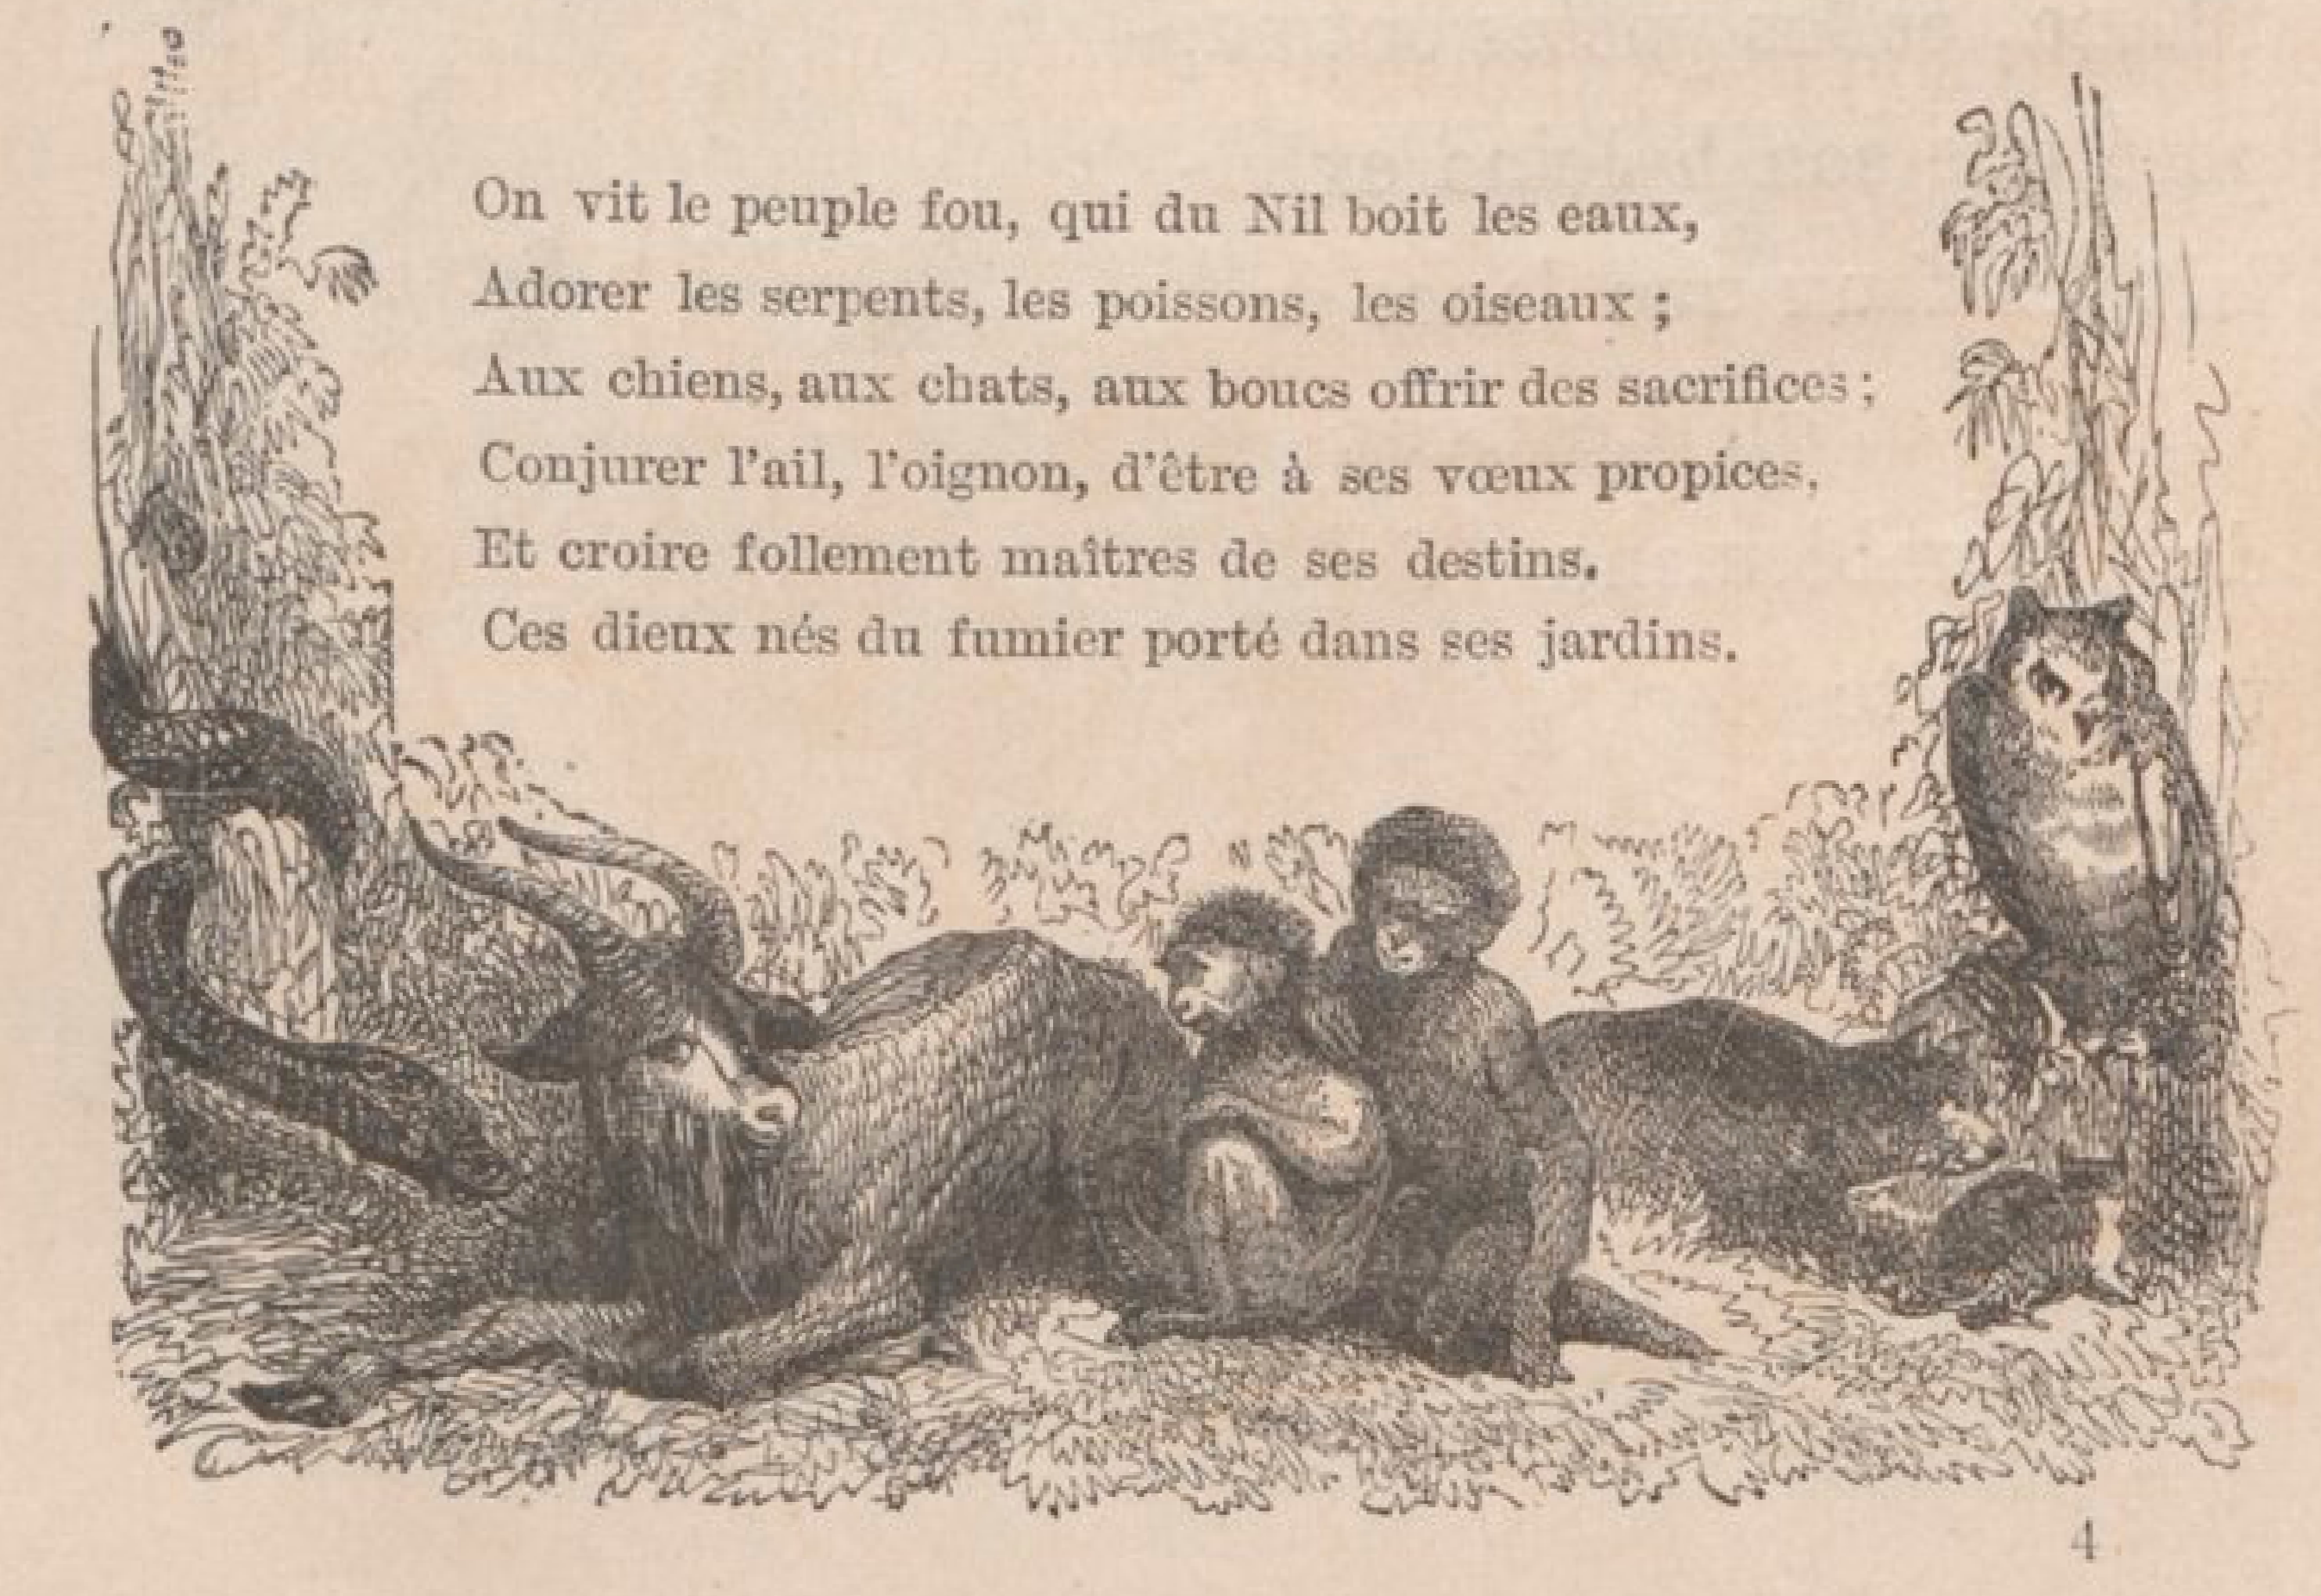 On vit le peuple fou, qui du Nil boit les eaux,
Adorer les serpents, les poissons, les oiseaux ;
Aux chiens, aux chats, aux boucs offrir des sacrifices ;
Conjurer l'ail, l'oignon, d'être à ses vœux propices,
Et croire follement maîtres de ses destins.
Ces dieux nés du fumier porté dans ses jardins.
4